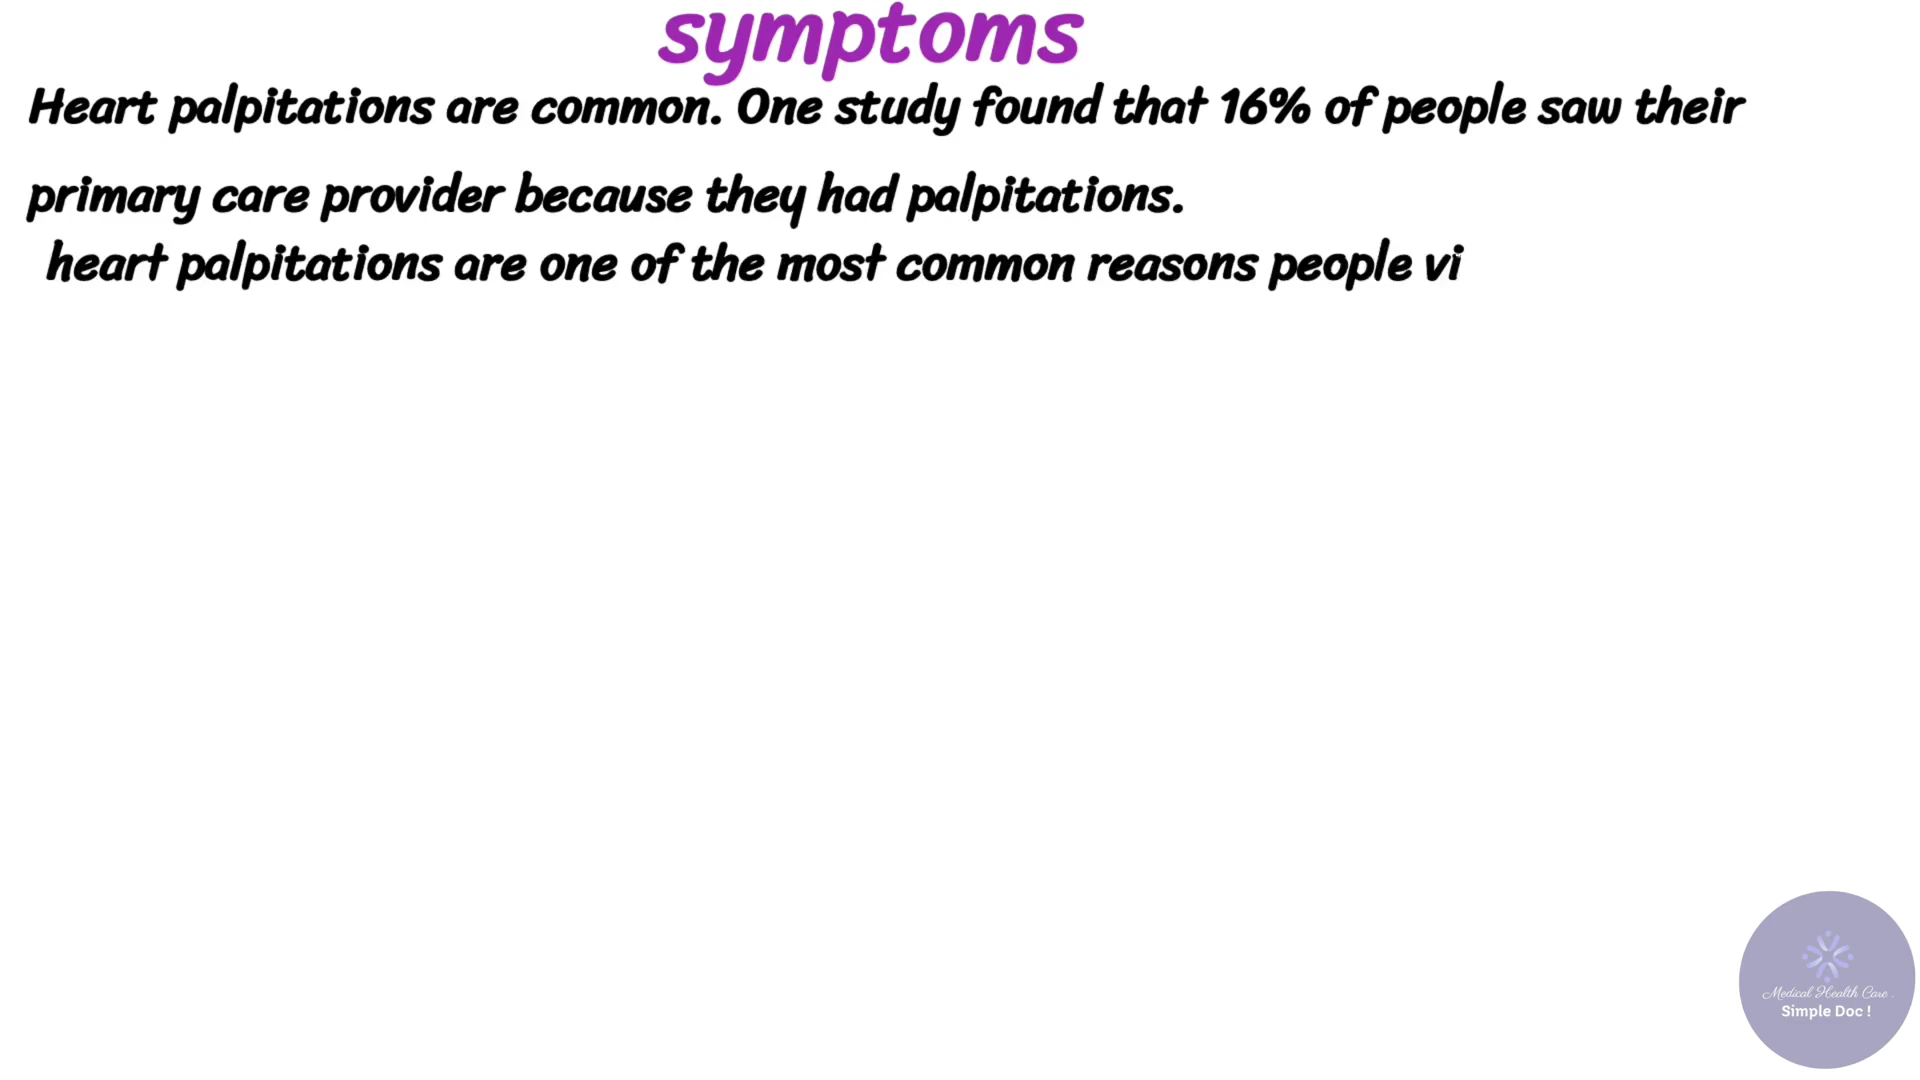 symptoms
Heart palpitations are common. One study found that 16% of people saw their
primary care provider because they had palpitations.
heart palpitations are one of the most common reasons people vi
Medical Health Care .
Simple Doc !